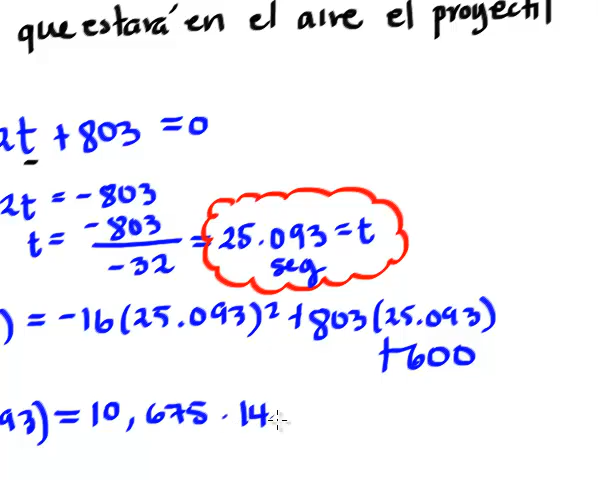 que estará en el aire el proyectil
2t + 803 = 0
2t = -803
t = -803 / -32 = 25.093 = t
seg
) = -16(25.093)² + 803(25.093)
+600
93) = 10,675.14